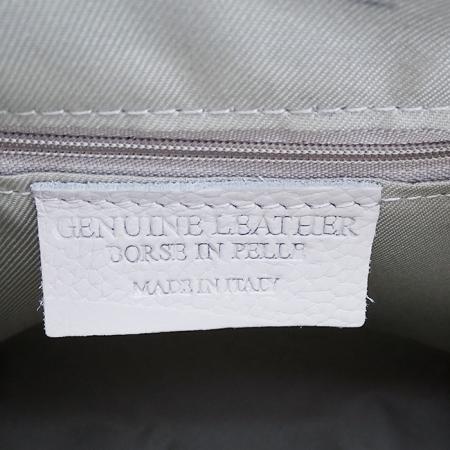 GENUINE LEATHER
BORSE IN PELLE
MADE IN ITALY